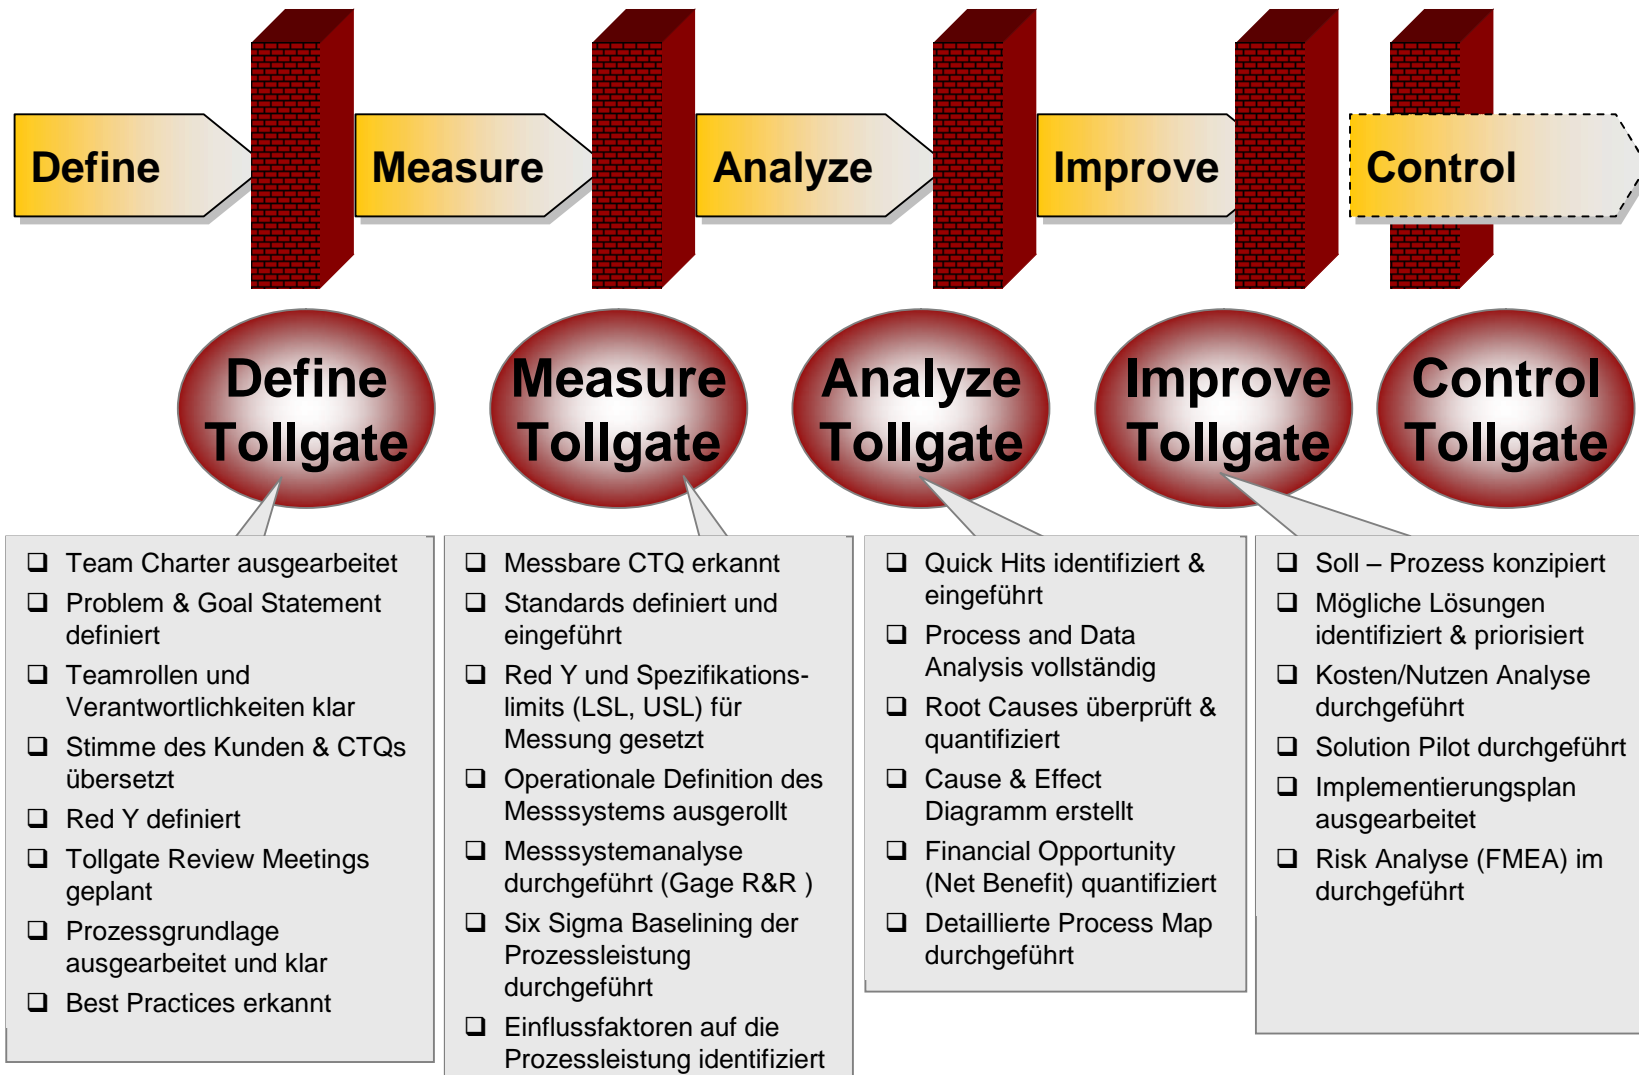 Define
Measure
Analyze
Improve
Control
Define
Tollgate
Measure
Tollgate
Analyze
Tollgate
Improve
Tollgate
Control
Tollgate
❑ Team Charter ausgearbeitet
❑ Problem & Goal Statement
definiert
❑ Teamrollen und
Verantwortlichkeiten klar
❑ Stimme des Kunden & CTQs
übersetzt
❑ Red Y definiert
❑ Tollgate Review Meetings
geplant
❑ Prozessgrundlage
ausgearbeitet und klar
❑ Best Practices erkannt
❑ Messbare CTQ erkannt
❑ Standards definiert und
eingeführt
❑ Red Y und Spezifikations-
limits (LSL, USL) für
Messung gesetzt
❑ Operationale Definition des
Messsystems ausgerollt
❑ Messsystemanalyse
durchgeführt (Gage R&R )
❑ Six Sigma Baselining der
Prozessleistung
durchgeführt
❑ Einflussfaktoren auf die
Prozessleistung identifiziert
❑ Quick Hits identifiziert &
eingeführt
❑ Process and Data
Analysis vollständig
❑ Root Causes überprüft &
quantifiziert
❑ Cause & Effect
Diagramm erstellt
❑ Financial Opportunity
(Net Benefit) quantifiziert
❑ Detaillierte Process Map
durchgeführt
❑ Soll – Prozess konzipiert
❑ Mögliche Lösungen
identifiziert & priorisiert
❑ Kosten/Nutzen Analyse
durchgeführt
❑ Solution Pilot durchgeführt
❑ Implementierungsplan
ausgearbeitet
❑ Risk Analyse (FMEA) im
durchgeführt